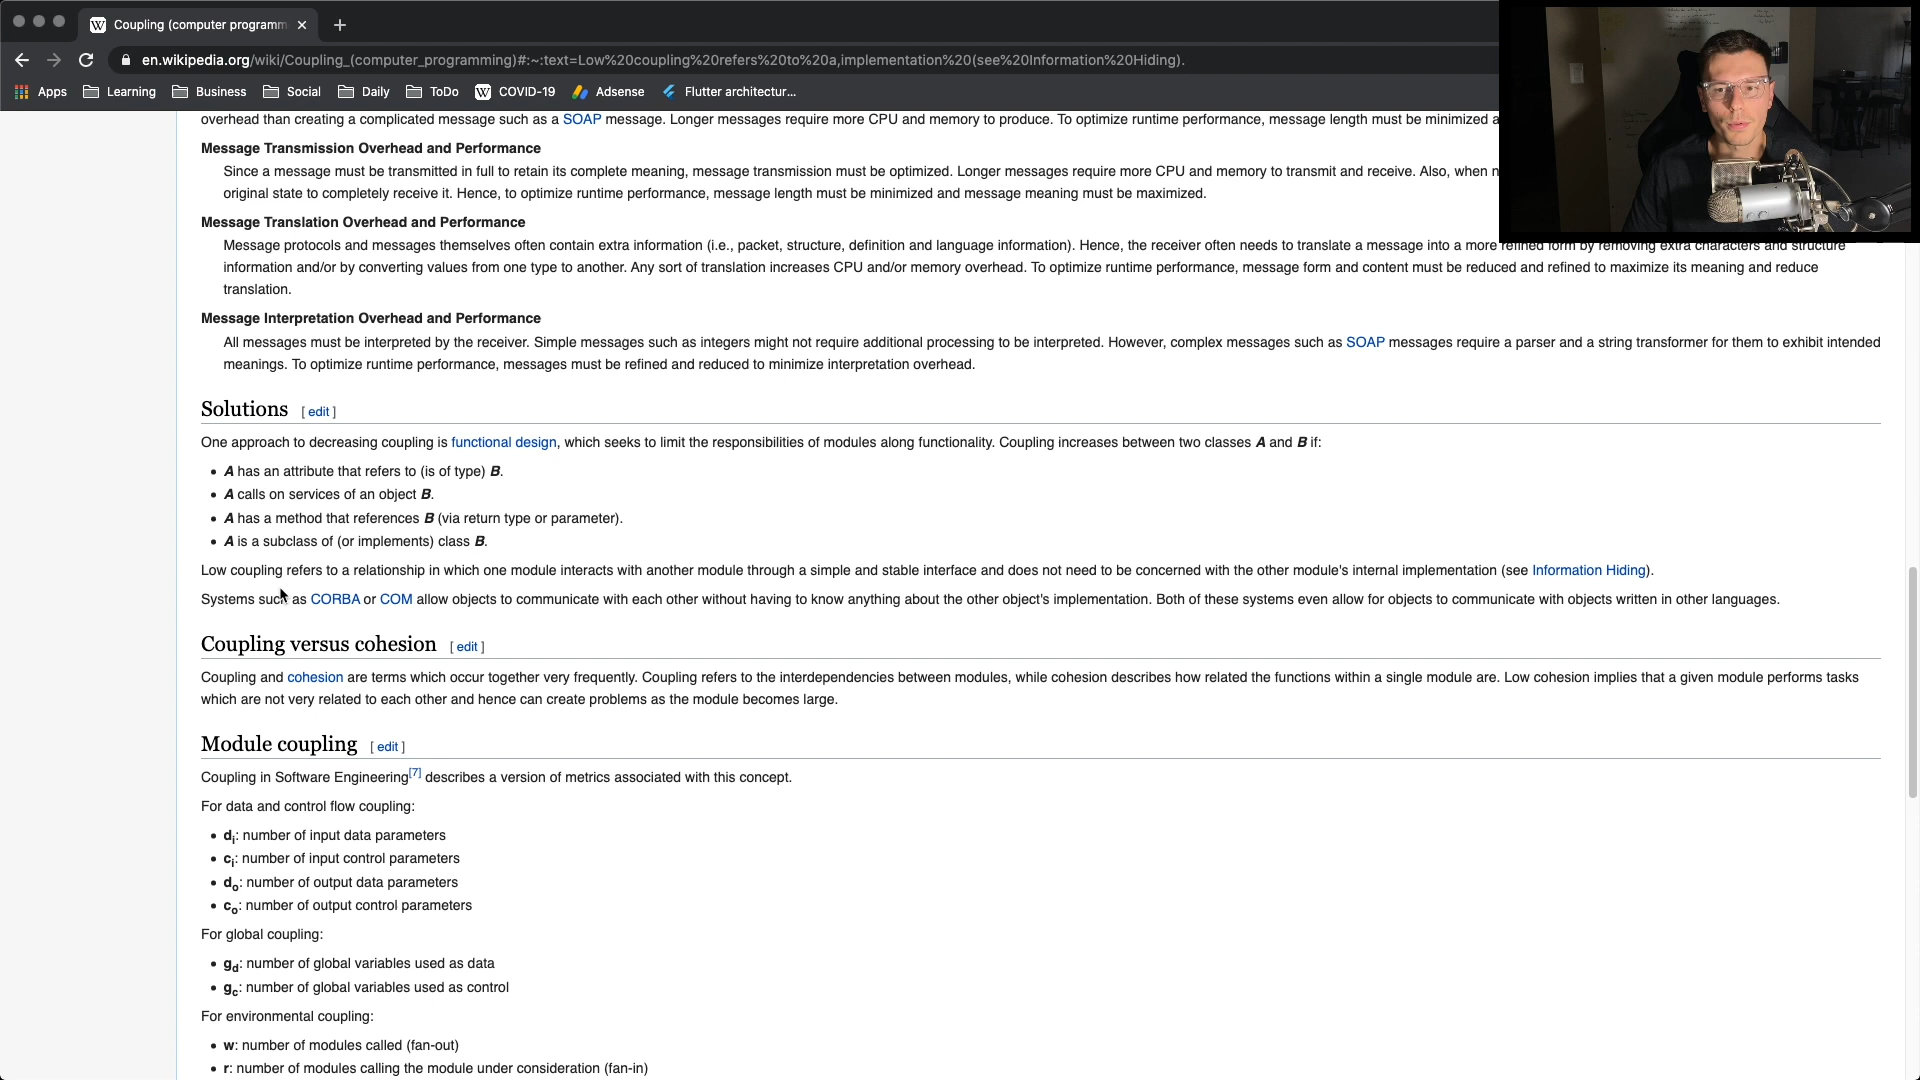 Coupling (computer programm
en.wikipedia.org/wiki/Coupling_(computer_programming)#:~:text=Low%20coupling%20refers%20to%20a,implementation%20(see%20Information%20Hiding).
Apps Learning Business Social Daily ToDo COVID-19 Adsense Flutter architectur...
overhead than creating a complicated message such as a SOAP message. Longer messages require more CPU and memory to produce. To optimize runtime performance, message length must be minimized a
Message Transmission Overhead and Performance
Since a message must be transmitted in full to retain its complete meaning, message transmission must be optimized. Longer messages require more CPU and memory to transmit and receive. Also, when n
original state to completely receive it. Hence, to optimize runtime performance, message length must be minimized and message meaning must be maximized.
Message Translation Overhead and Performance
Message protocols and messages themselves often contain extra information (i.e., packet, structure, definition and language information). Hence, the receiver often needs to translate a message into a more refined form by removing extra characters and structure
information and/or by converting values from one type to another. Any sort of translation increases CPU and/or memory overhead. To optimize runtime performance, message form and content must be reduced and refined to maximize its meaning and reduce
translation.
Message Interpretation Overhead and Performance
All messages must be interpreted by the receiver. Simple messages such as integers might not require additional processing to be interpreted. However, complex messages such as SOAP messages require a parser and a string transformer for them to exhibit intended
meanings. To optimize runtime performance, messages must be refined and reduced to minimize interpretation overhead.
Solutions [ edit ]
One approach to decreasing coupling is functional design, which seeks to limit the responsibilities of modules along functionality. Coupling increases between two classes A and B if:
• A has an attribute that refers to (is of type) B.
• A calls on services of an object B.
• A has a method that references B (via return type or parameter).
• A is a subclass of (or implements) class B.
Low coupling refers to a relationship in which one module interacts with another module through a simple and stable interface and does not need to be concerned with the other module's internal implementation (see Information Hiding).
Systems such as CORBA or COM allow objects to communicate with each other without having to know anything about the other object's implementation. Both of these systems even allow for objects to communicate with objects written in other languages.
Coupling versus cohesion [ edit ]
Coupling and cohesion are terms which occur together very frequently. Coupling refers to the interdependencies between modules, while cohesion describes how related the functions within a single module are. Low cohesion implies that a given module performs tasks
which are not very related to each other and hence can create problems as the module becomes large.
Module coupling [ edit ]
Coupling in Software Engineering[7] describes a version of metrics associated with this concept.
For data and control flow coupling:
• di: number of input data parameters
• ci: number of input control parameters
• do: number of output data parameters
• co: number of output control parameters
For global coupling:
• gd: number of global variables used as data
• gc: number of global variables used as control
For environmental coupling:
• w: number of modules called (fan-out)
• r: number of modules calling the module under consideration (fan-in)